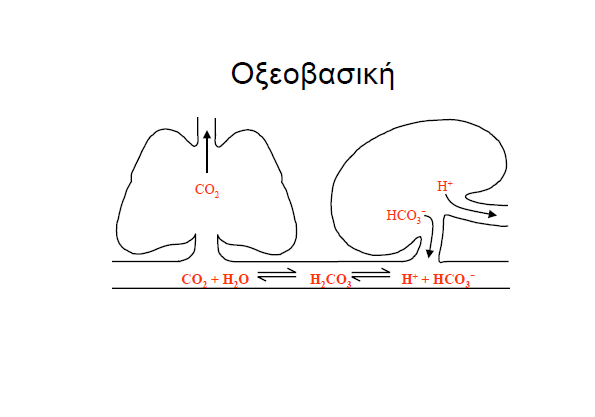 Οξεοβασική
CO₂
H⁺
HCO₃⁻
CO₂ + H₂O ⇌ H₂CO₃ ⇌ H⁺ + HCO₃⁻